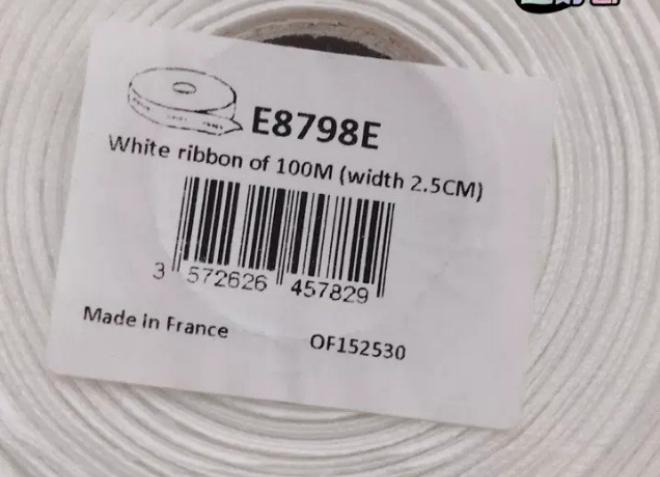 E8798E
White ribbon of 100M (width 2.5CM)
3 572626 457829
Made in France
OF152530